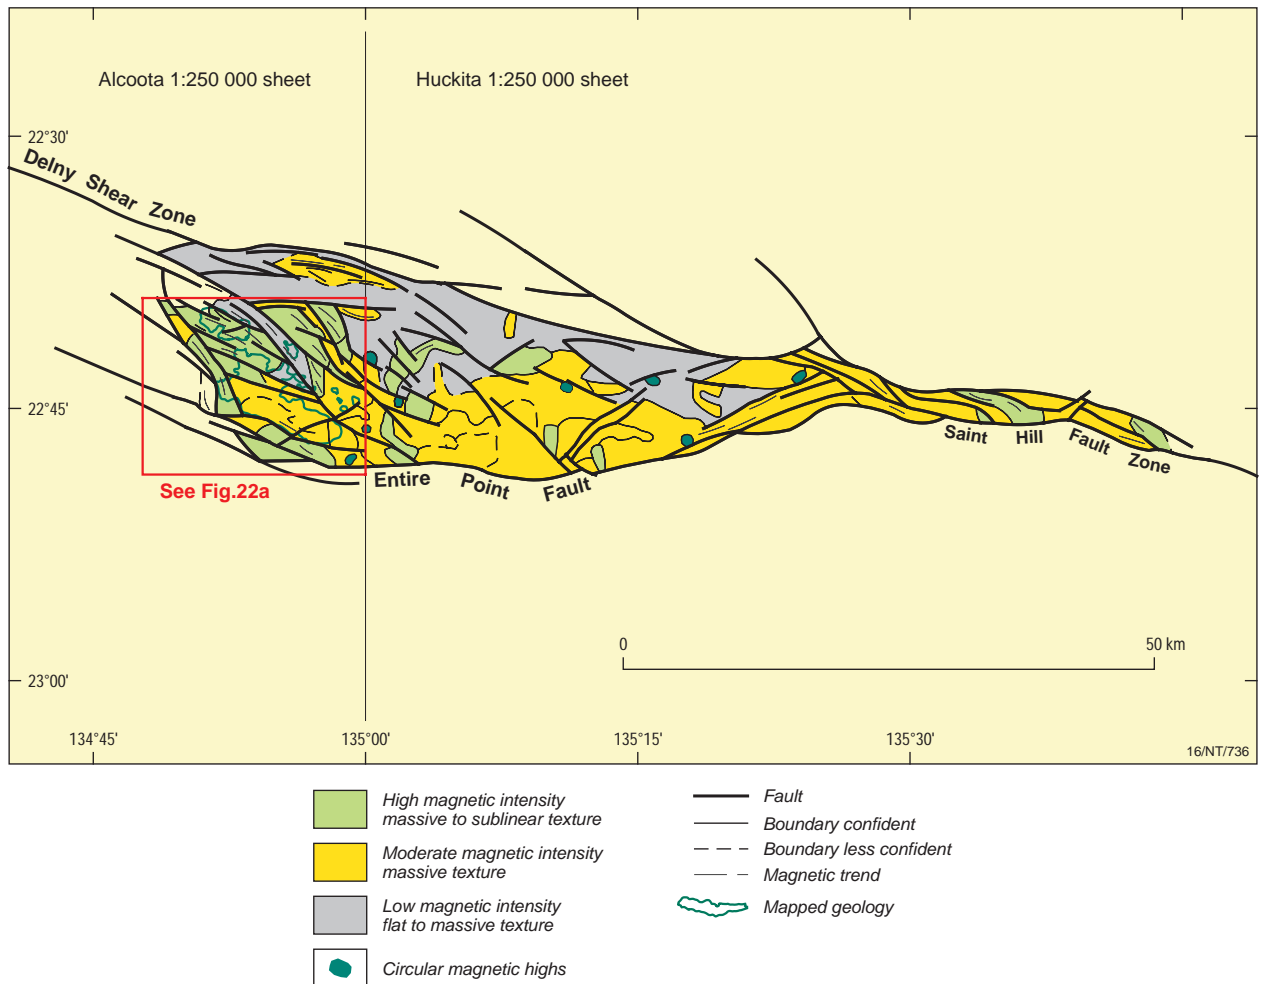 Alcoota 1:250 000 sheet
Huckita 1:250 000 sheet
22°30'
Delny Shear Zone
22°45'
Saint Hill Fault Zone
Entire Point Fault
See Fig.22a
0
50 km
23°00'
134°45'
135°00'
135°15'
135°30'
16/NT/736
High magnetic intensity
massive to sublinear texture
Moderate magnetic intensity
massive texture
Low magnetic intensity
flat to massive texture
Circular magnetic highs
Fault
Boundary confident
Boundary less confident
Magnetic trend
Mapped geology